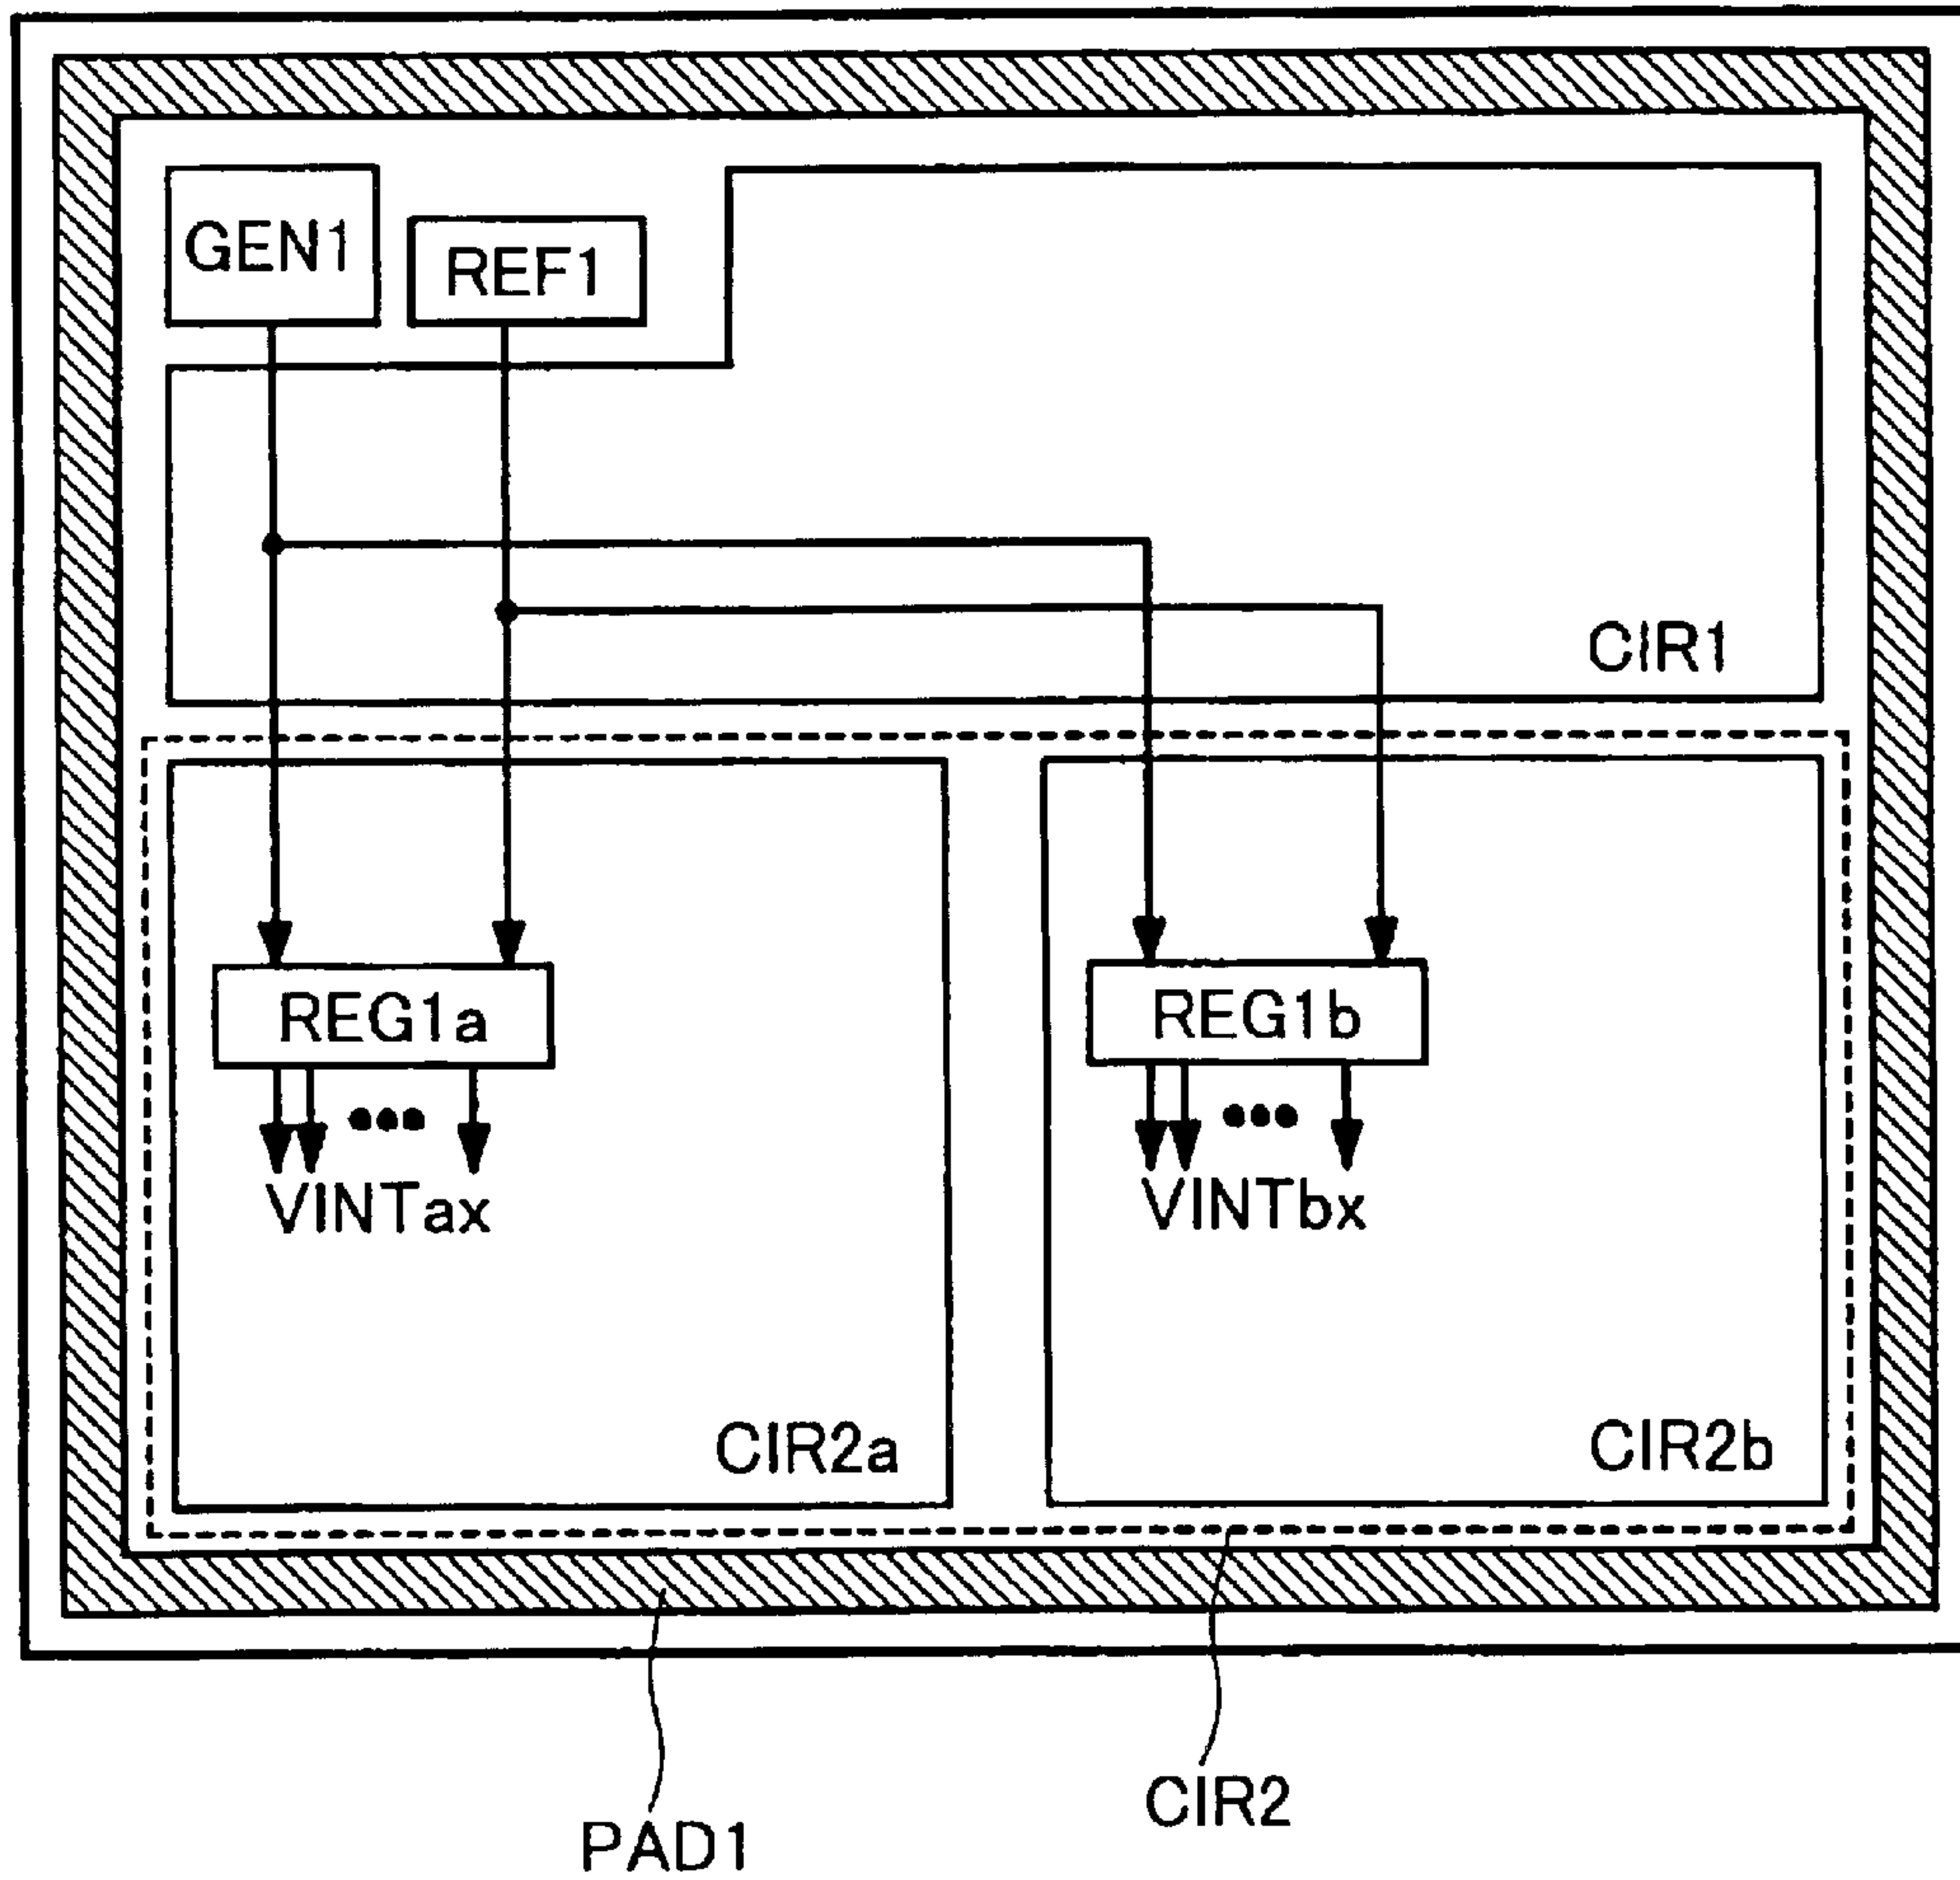 GEN1
REF1
CIR1
REG1a
REG1b
VINTax
VINTbx
CIR2a
CIR2b
CIR2
PAD1